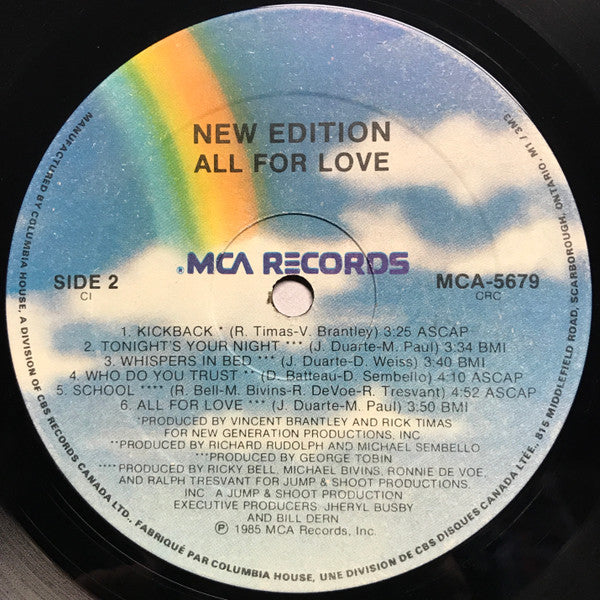 NEW EDITION
ALL FOR LOVE
®MCA RECORDS
SIDE 2
CI
MCA-5679
CRC
1. KICKBACK * (R. Timas-V. Brantley) 3:25 ASCAP
2. TONIGHT'S YOUR NIGHT *** (J. Duarte-M. Paul) 3:34 BMI
3. WHISPERS IN BED *** (J. Duarte-D. Weiss) 3:40 BMI
4. WHO DO YOU TRUST ** (D. Batteau-D. Sembello) 4:10 ASCAP
5. SCHOOL **** (R. Bell-M. Bivins-R. DeVoe-R. Tresvant) 4:52 ASCAP
6. ALL FOR LOVE *** (J. Duarte-M. Paul) 3:50 BMI
*PRODUCED BY VINCENT BRANTLEY AND RICK TIMAS
FOR NEW GENERATION PRODUCTIONS, INC
**PRODUCED BY RICHARD RUDOLPH AND MICHAEL SEMBELLO
***PRODUCED BY GEORGE TOBIN
****PRODUCED BY RICKY BELL, MICHAEL BIVINS, RONNIE DE VOE,
AND RALPH TRESVANT FOR JUMP & SHOOT PRODUCTIONS,
INC. A JUMP & SHOOT PRODUCTION
EXECUTIVE PRODUCERS: JHERYL BUSBY
AND BILL DERN
℗ 1985 MCA Records, Inc.
MANUFACTURED BY COLUMBIA HOUSE, A DIVISION OF CBS RECORDS CANADA LTD., FABRIQUÉ PAR COLUMBIA HOUSE, UNE DIVISION DE CBS DISQUES CANADA LTÉE. 815 MIDDLEFIELD ROAD, SCARBOROUGH, ONTARIO. M1V 3M3